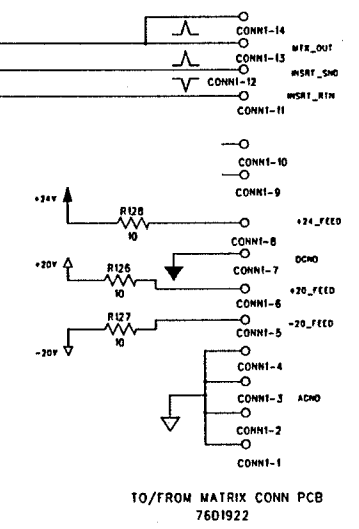 CONN1-14
MTX_OUT
CONN1-13
INSRT_SND
CONN1-12
INSRT_RTN
CONN1-11
CONN1-10
CONN1-9
+24V
R128
10
+24_FEED
CONN1-8
DGND
CONN1-7
+20V
R126
10
+20_FEED
CONN1-6
R127
10
-20_FEED
CONN1-5
-20V
CONN1-4
CONN1-3
AGND
CONN1-2
CONN1-1
TO/FROM MATRIX CONN PCB
76D1922